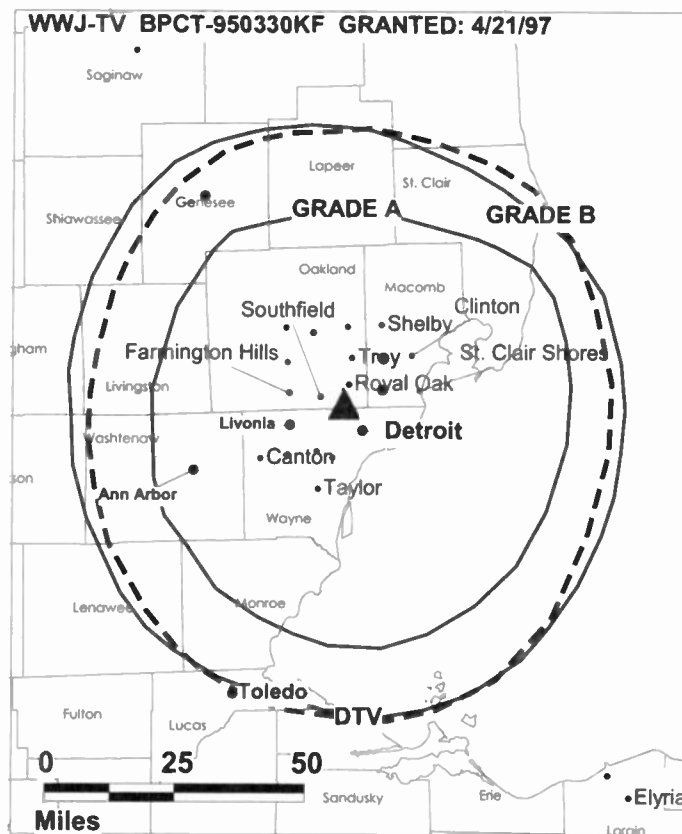 WWJ-TV BPCT-950330KF GRANTED: 4/21/97
Saginaw
Lapeer
St. Clair
Genesee
Shiawassee
GRADE A
GRADE B
Oakland
Macomb
Clinton
Southfield
Shelby
gham
Farmington Hills
Troy
St. Clair Shores
Livingston
Royal Oak
Livonia
Detroit
Washtenaw
Canton
son
Ann Arbor
Taylor
Wayne
Lenawee
Monroe
Toledo
Fulton
Lucas
DTV
0 25 50
Miles
Sandusky
Erie
Elyria
Lorain